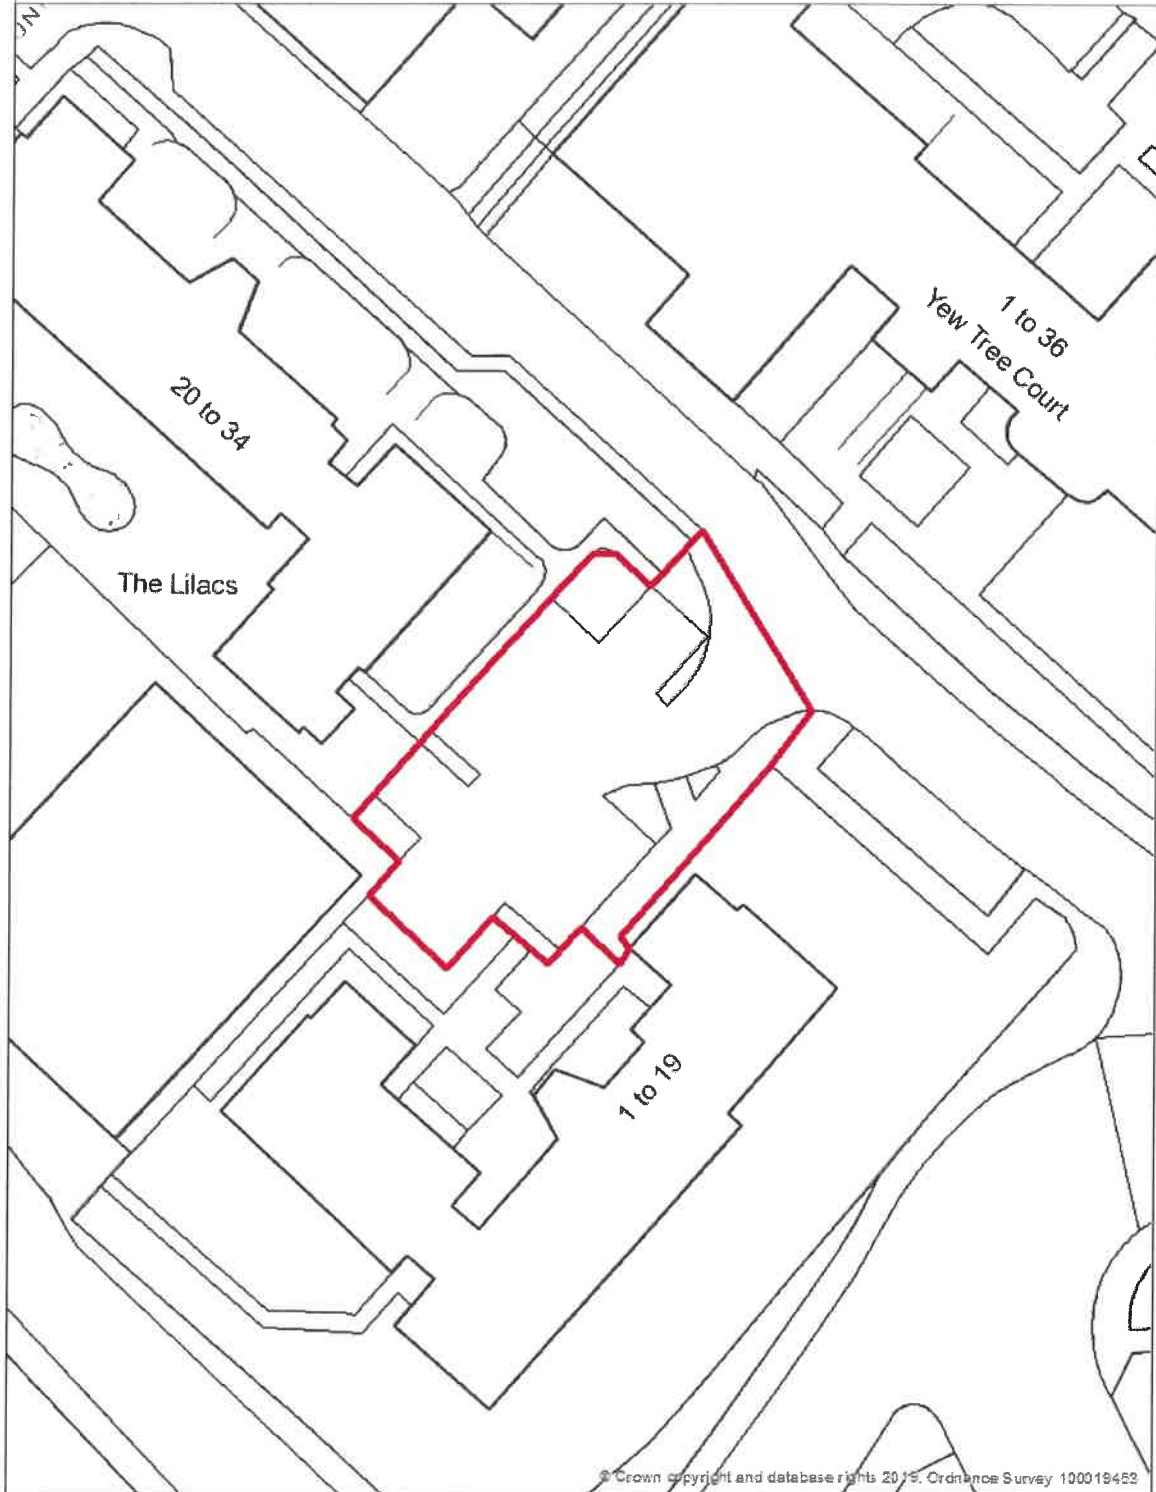 1 to 36
Yew Tree Court
20 to 34
The Lilacs
1 to 19
© Crown copyright and database rights 2019. Ordnance Survey 100019453